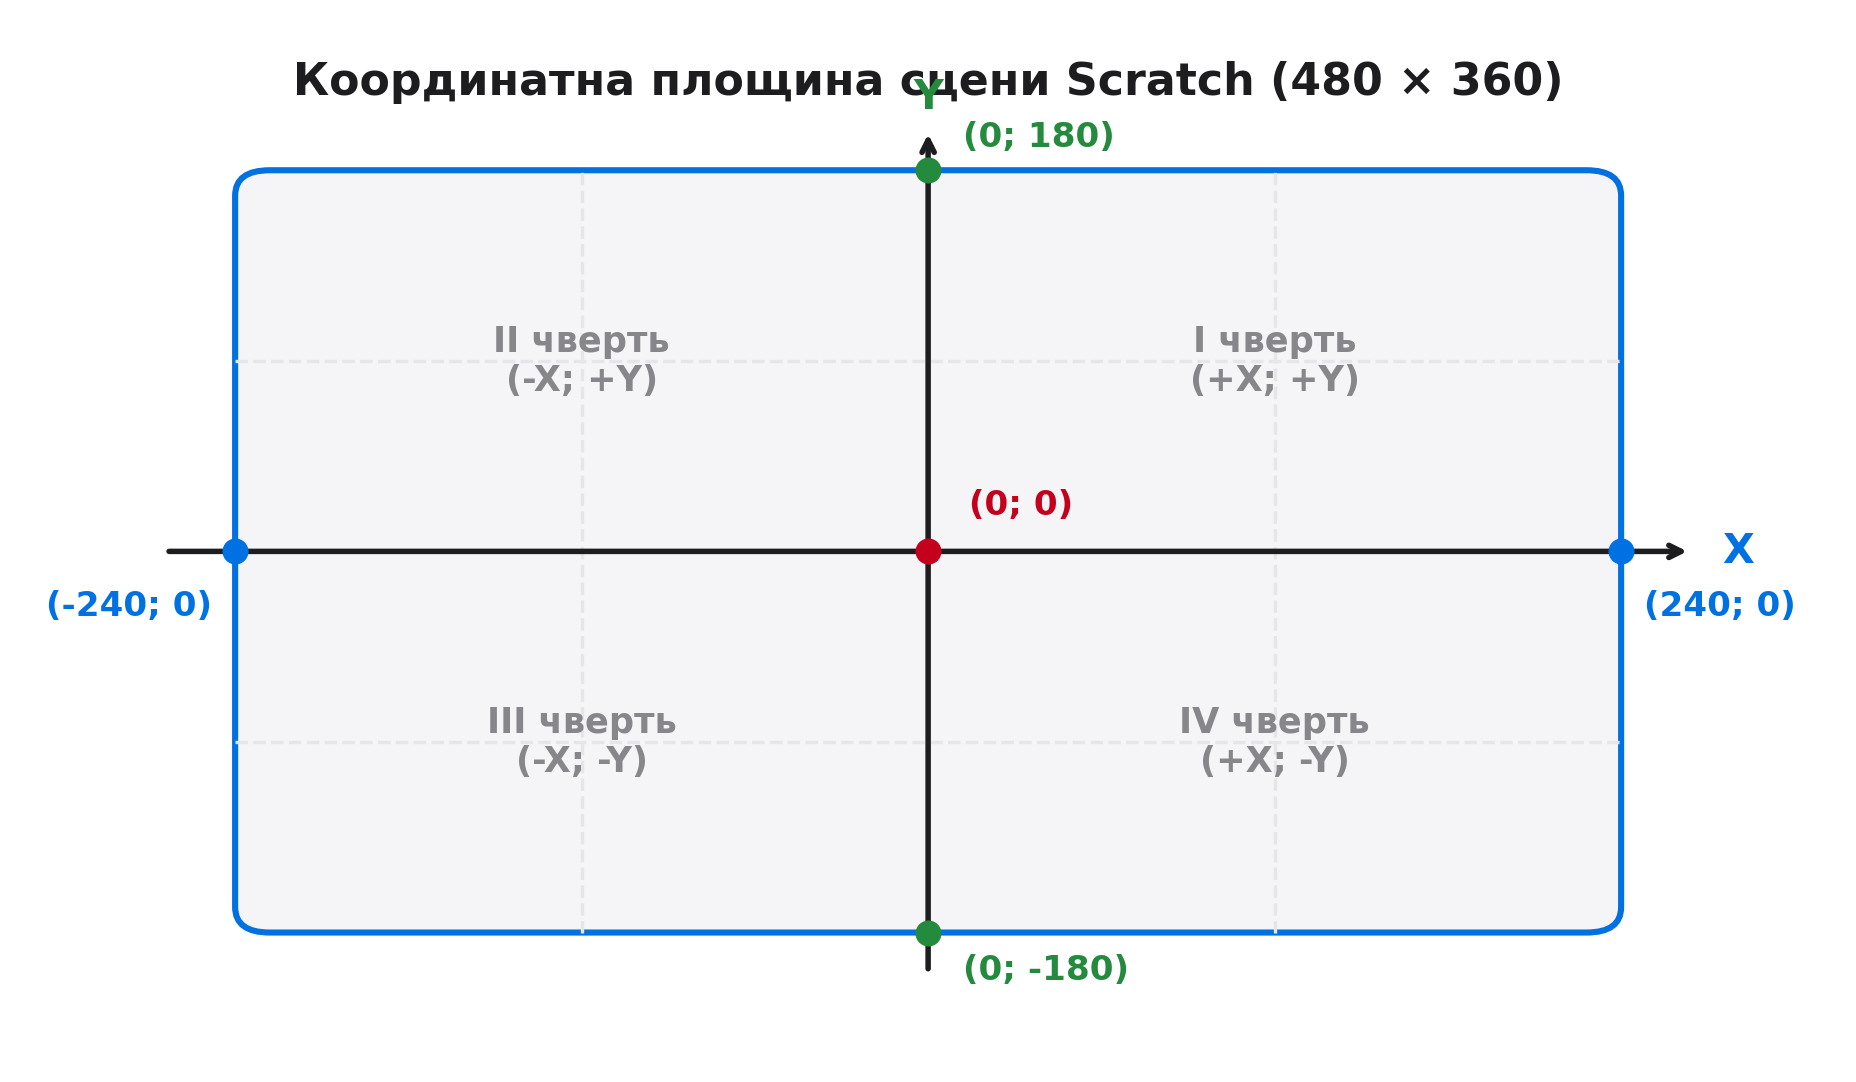 Координатна площина сцени Scratch (480 × 360)
Y
(0; 180)
II чверть
(-X; +Y)
I чверть
(+X; +Y)
(0; 0)
X
(-240; 0)
(240; 0)
III чверть
(-X; -Y)
IV чверть
(+X; -Y)
(0; -180)